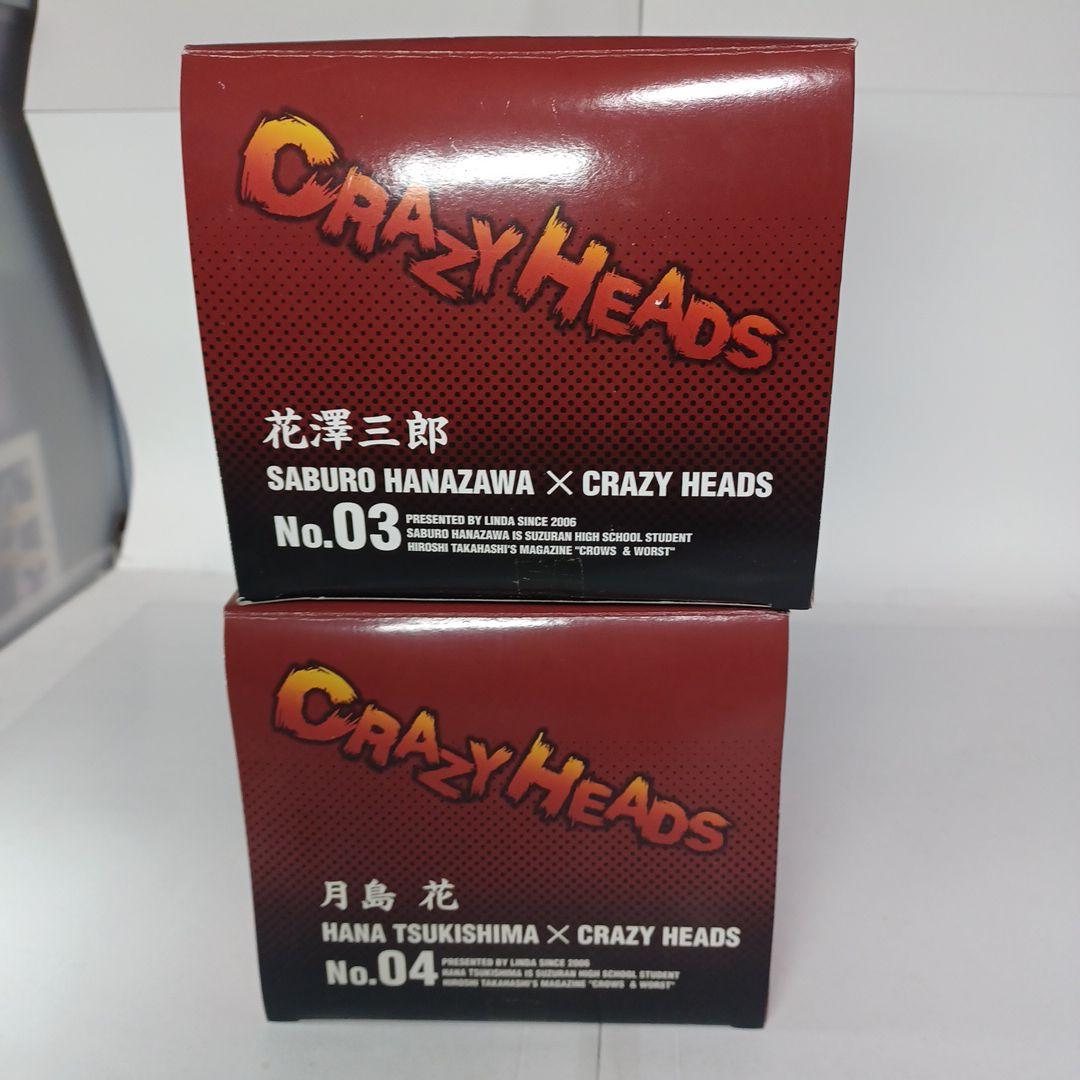 CRAZY HEADS
花澤三郎
SABURO HANAZAWA × CRAZY HEADS
No.03
PRESENTED BY LINDA SINCE 2006
SABURO HANAZAWA IS SUZURAN HIGH SCHOOL STUDENT
HIROSHI TAKAHASHI'S MAGAZINE "CROWS & WORST"
CRAZY HEADS
月島 花
HANA TSUKISHIMA × CRAZY HEADS
No.04
PRESENTED BY LINDA SINCE 2006
HANA TSUKISHIMA IS SUZURAN HIGH SCHOOL STUDENT
HIROSHI TAKAHASHI'S MAGAZINE "CROWS & WORST"